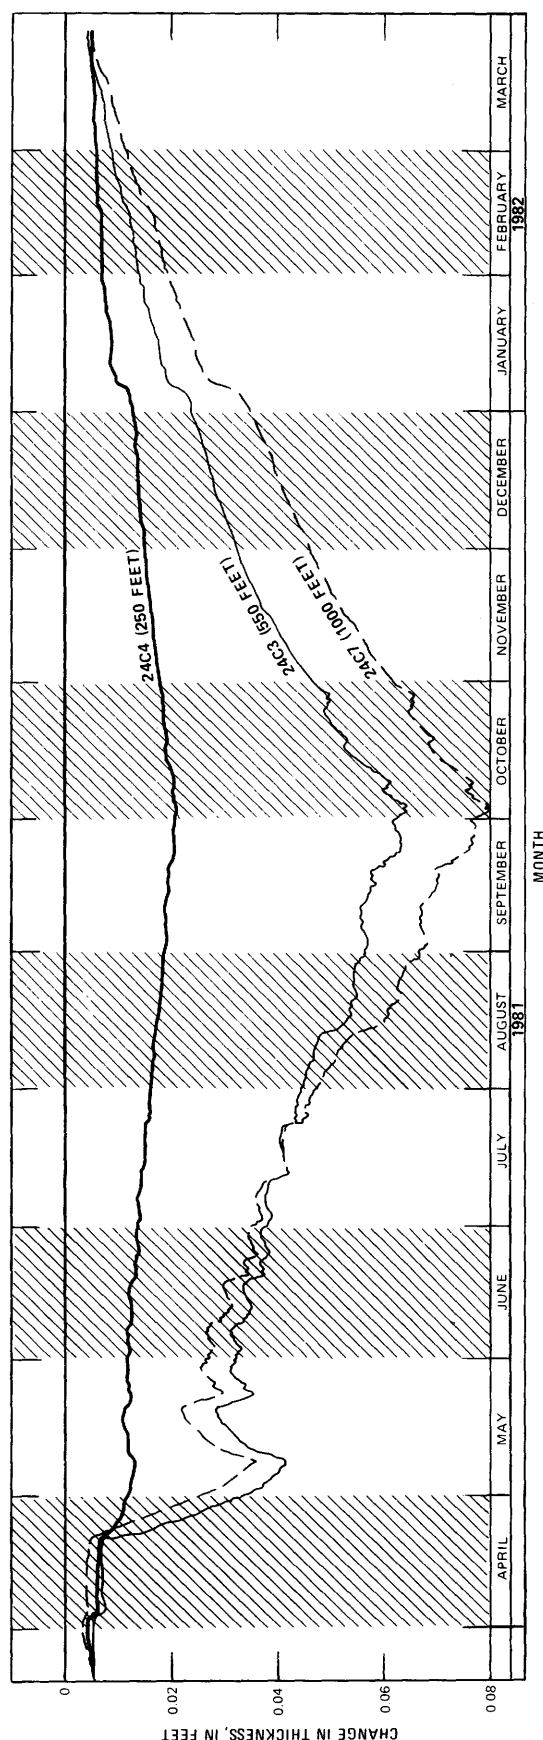 CHANGE IN THICKNESS, IN FEET
0
0.02
0.04
0.06
0.08
24C4 (250 FEET)
24C3 (550 FEET)
24C7 (1000 FEET)
APRIL
MAY
JUNE
JULY
AUGUST
SEPTEMBER
OCTOBER
NOVEMBER
DECEMBER
JANUARY
FEBRUARY
MARCH
1981
1982
MONTH